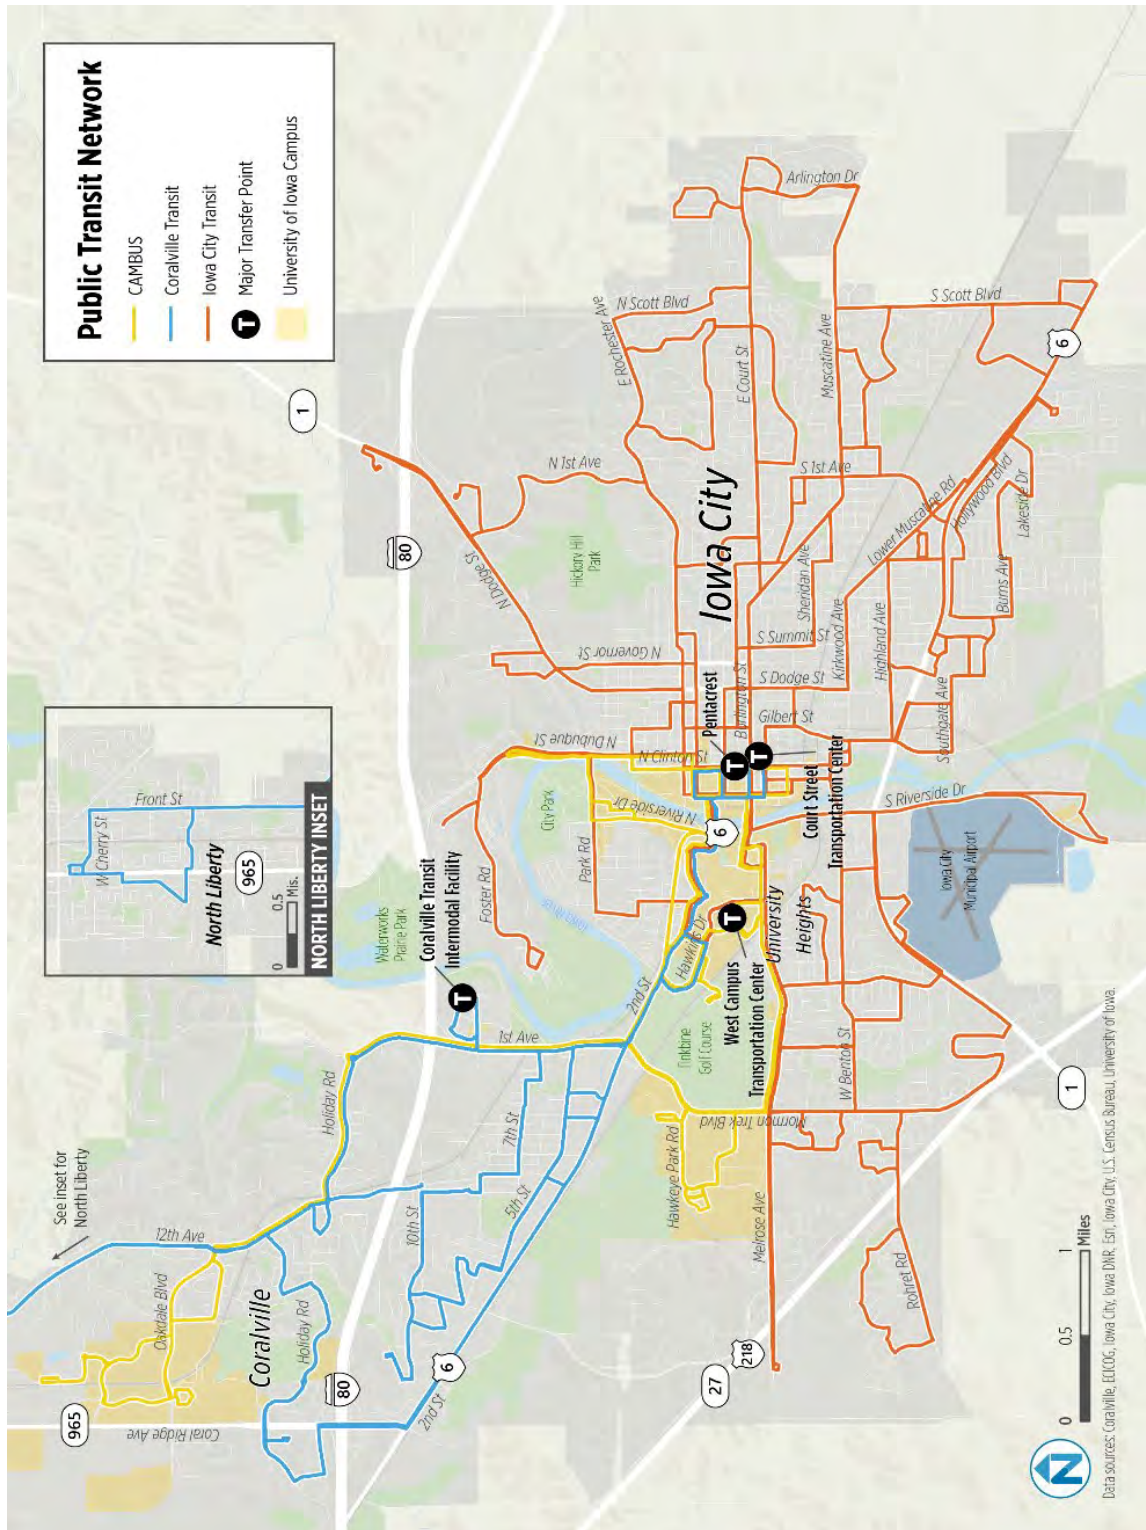 Public Transit Network
CAMBUS
Coralville Transit
Iowa City Transit
T
Major Transfer Point
University of Iowa Campus
See inset for
North Liberty
12th Ave
Oakdale Blvd
965
Coral Ridge Ave
Coralville
Holiday Rd
Holiday Rd
80
2nd St
6
10th St
5th St
7th St
1st Ave
2nd St
W Cherry St
Front St
North Liberty
965
0
0.5
Mis.
NORTH LIBERTY INSET
Waterworks
Prairie Park
Coralville Transit
Intermodal Facility
T
Foster Rd
City Park
Park Rd
N Riverside Dr
N Dubuque St
N Clinton St
80
1
N Dodge St
N Governor St
Hickory Hill
Park
N 1st Ave
E Rochester Ave
N Scott Blvd
E Court St
Arlington Dr
Muscatine Ave
S Scott Blvd
6
Iowa City
S 1st Ave
Lower Muscatine Rd
Hollywood Blvd
Lakeside Dr
Burns Ave
Sheridan Ave
S Summit St
Kirkwood Ave
Highland Ave
S Dodge St
Burlington St
Gilbert St
Southgate Ave
Pentacrest
T
T
Court Street
Transportation Center
6
S Riverside Dr
Iowa City
Municipal Airport
University
Heights
Hawkins Dr
T
West Campus
Transportation Center
Finkbine
Golf Course
W Benton St
Mormon Trek Blvd
Hawkeye Park Rd
Melrose Ave
Rohret Rd
218
27
1
0
0.5
1
Miles
N
Data sources: Coralville, ECICOG, Iowa City, Iowa DNR, Esri, Iowa City, U.S. Census Bureau, University of Iowa.